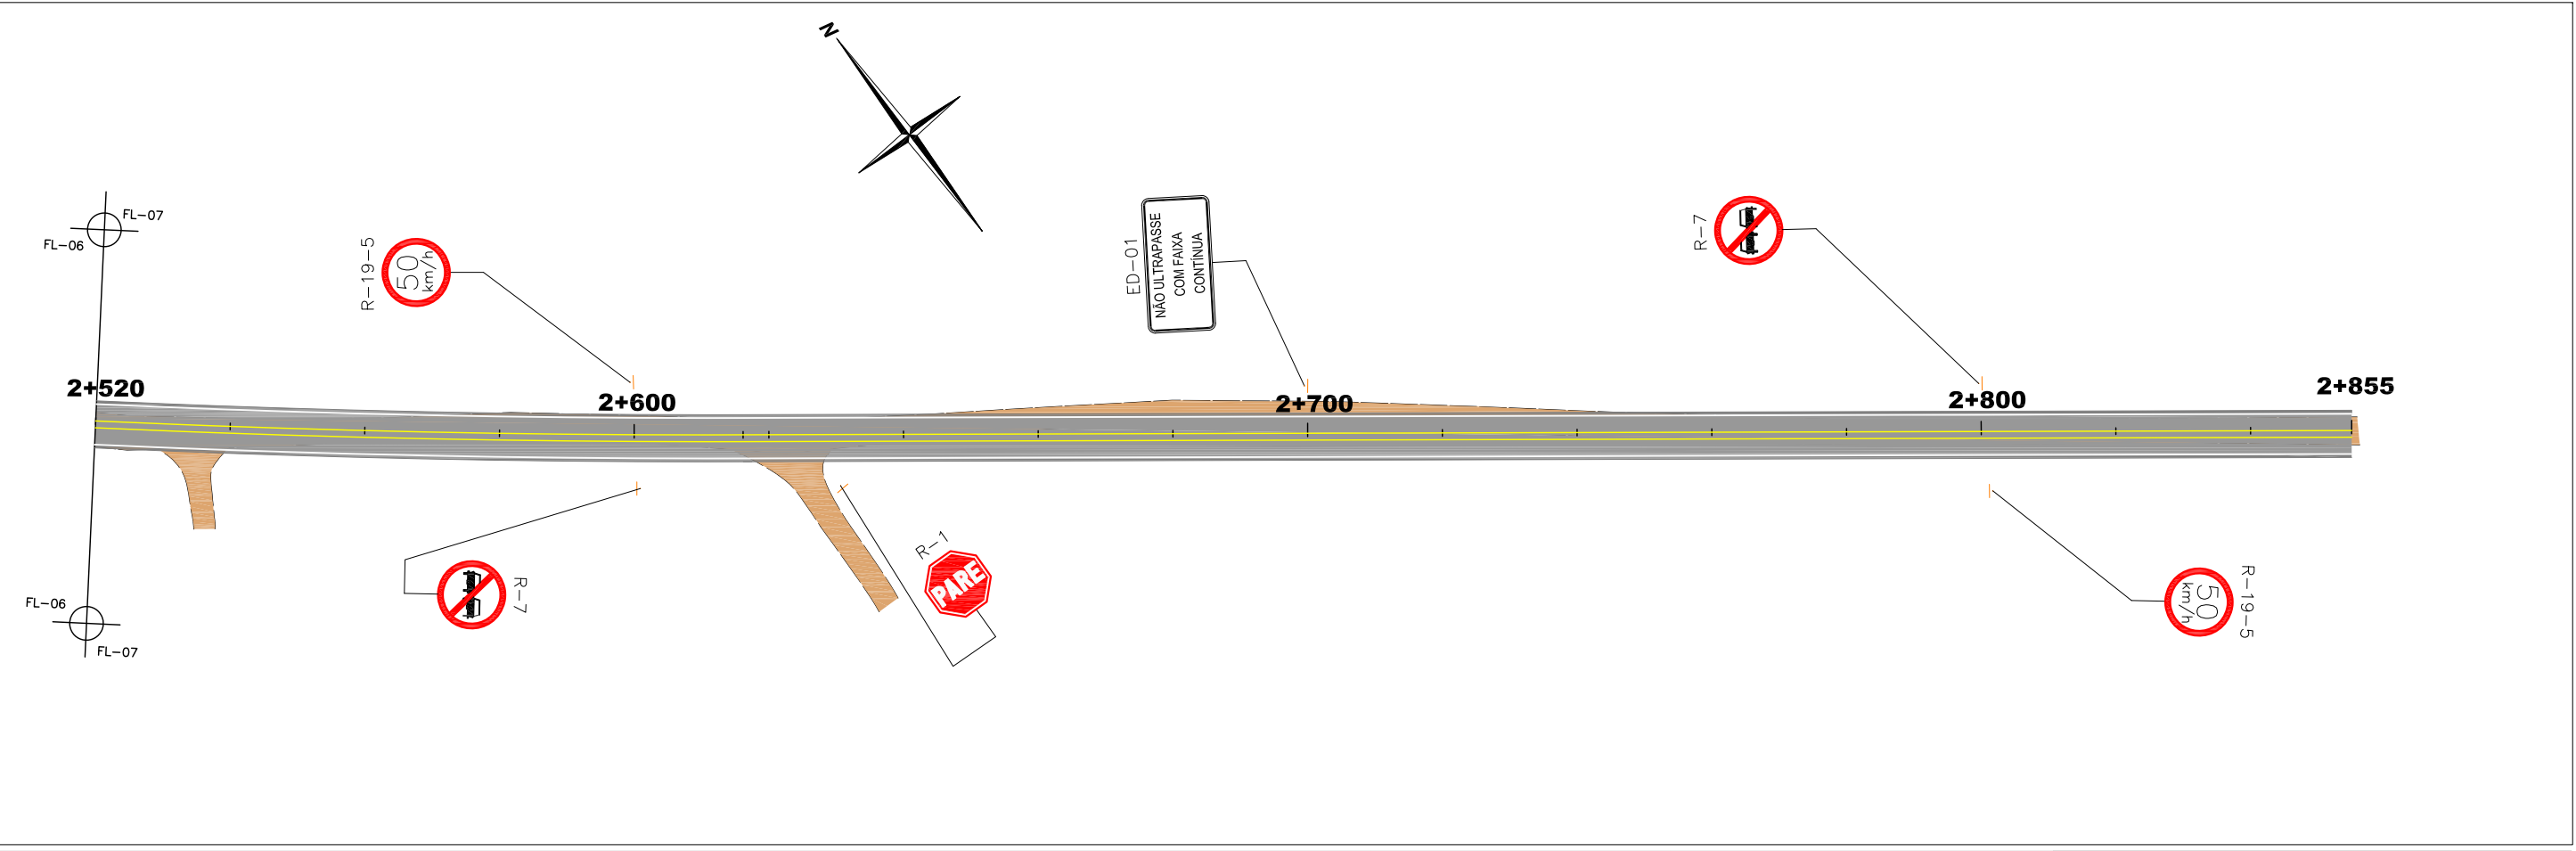 N
FL-07
FL-06
R-19-5
50
km/h
ED-01
NÃO ULTRAPASSE
COM FAIXA
CONTÍNUA
R-7
2+520
2+600
2+700
2+800
2+855
R-7
R-1
PARE
R-19-5
50
km/h
FL-06
FL-07